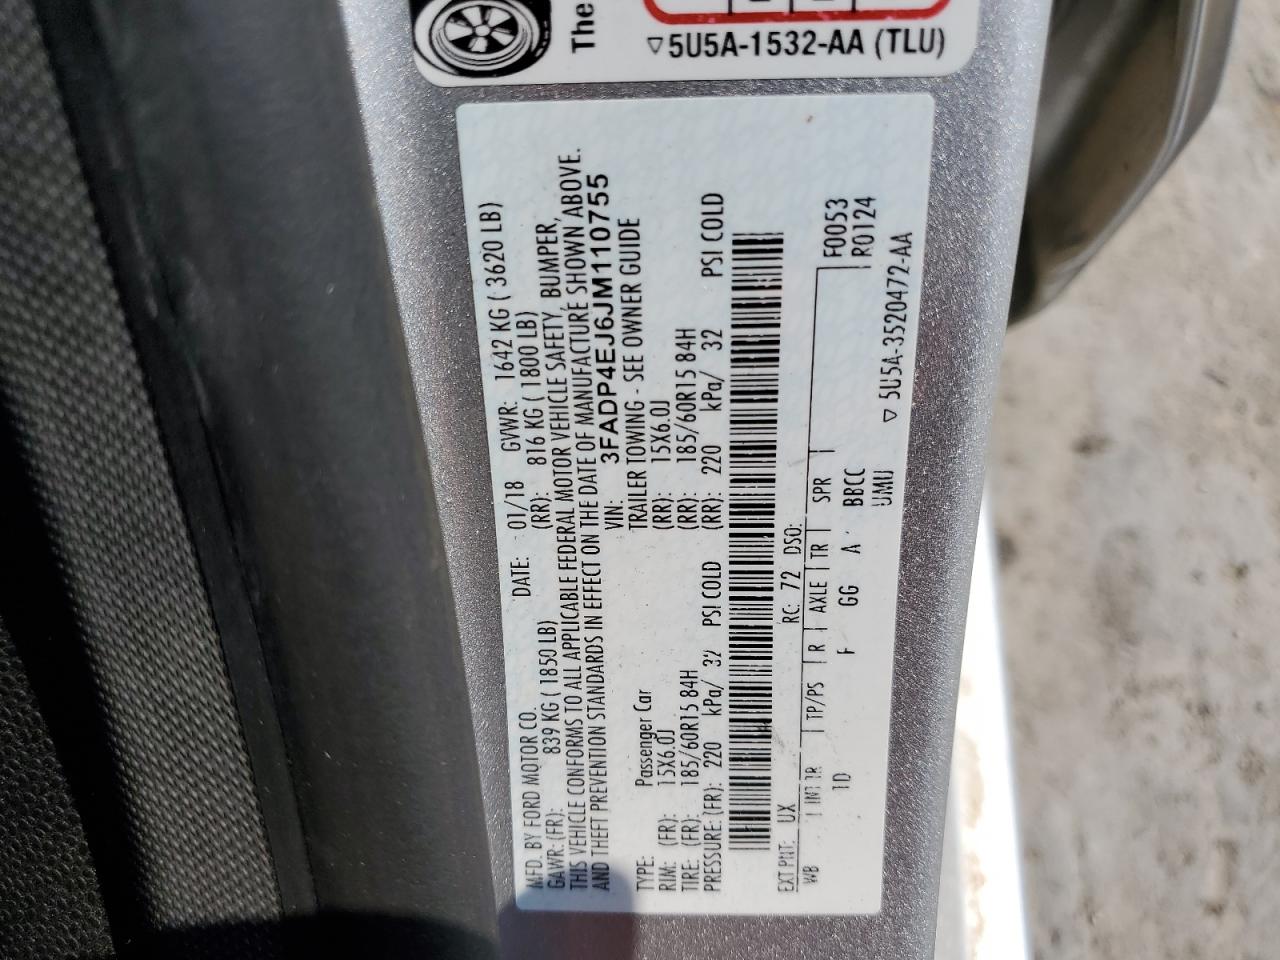 The
▽5U5A-1532-AA (TLU)
MFD. BY FORD MOTOR CO. DATE: 01/18 GVWR: 1642 KG ( 3620 LB)
GAWR: (FR): 839 KG ( 1850 LB) (RR): 816 KG ( 1800 LB)
THIS VEHICLE CONFORMS TO ALL APPLICABLE FEDERAL MOTOR VEHICLE SAFETY, BUMPER,
AND THEFT PREVENTION STANDARDS IN EFFECT ON THE DATE OF MANUFACTURE SHOWN ABOVE.
VIN: 3FADP4EJ6JM110755
TYPE: Passenger Car TRAILER TOWING - SEE OWNER GUIDE
RIM: (FR): 15X6.0J (RR): 15X6.0J
TIRE: (FR): 185/60R15 84H (RR): 185/60R15 84H
PRESSURE: (FR): 220 kPa/ 32 PSI COLD (RR): 220 kPa/ 32 PSI COLD
EXT PNT: UX RC: 72 DSO:
WB INT TR TP/PS R AXLE TR SPR F0053
1D F GG A BBCC R0124
UMU
▽ 5U5A-3520472-AA